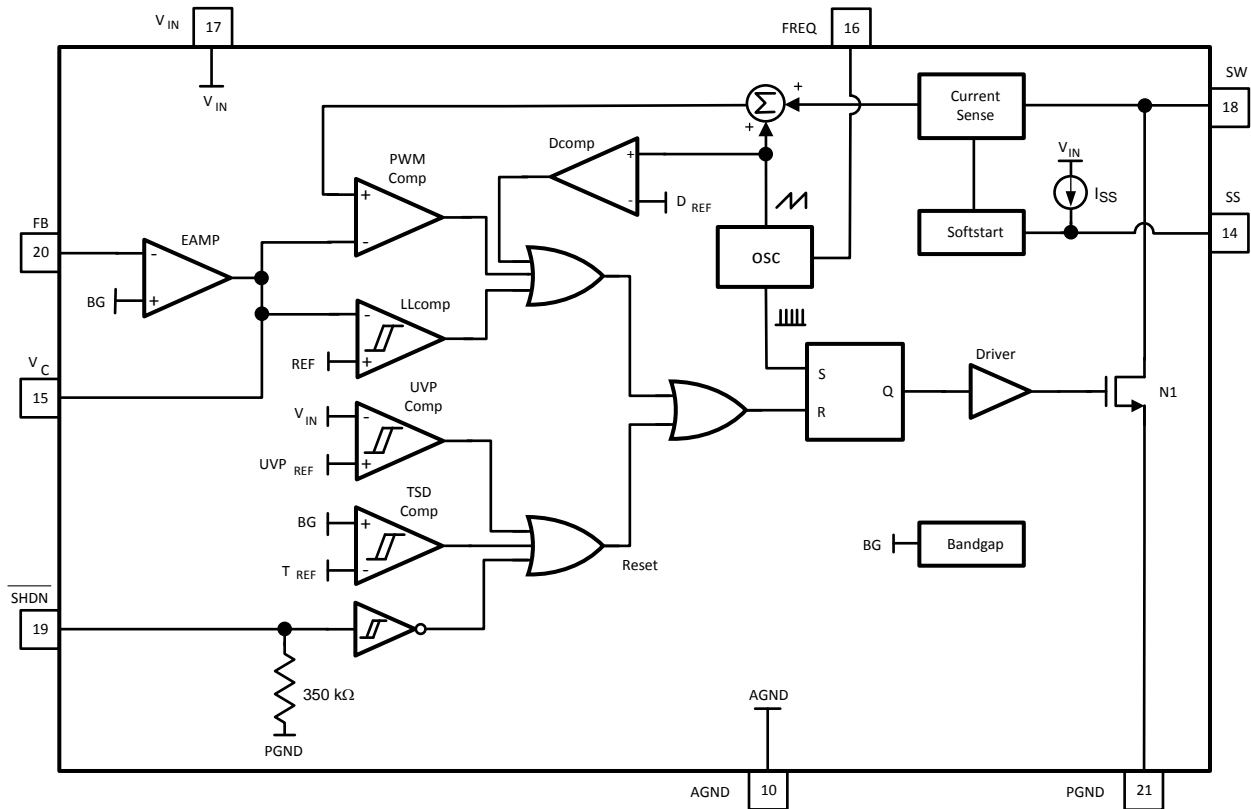 V IN
17
FREQ
16
V IN
SW
18
Σ
+
+
Current
Sense
Dcomp
+
-
D REF
PWM
Comp
+
-
V IN
ISS
SS
14
Softstart
FB
20
EAMP
-
+
BG
OSC
LLcomp
-
+
REF
V C
15
UVP
Comp
V IN
-
UVP REF
+
S
R
Q
Driver
N1
TSD
Comp
BG
+
T REF
-
Reset
BG
Bandgap
SHDN
19
350 kΩ
PGND
AGND
AGND
10
PGND
21